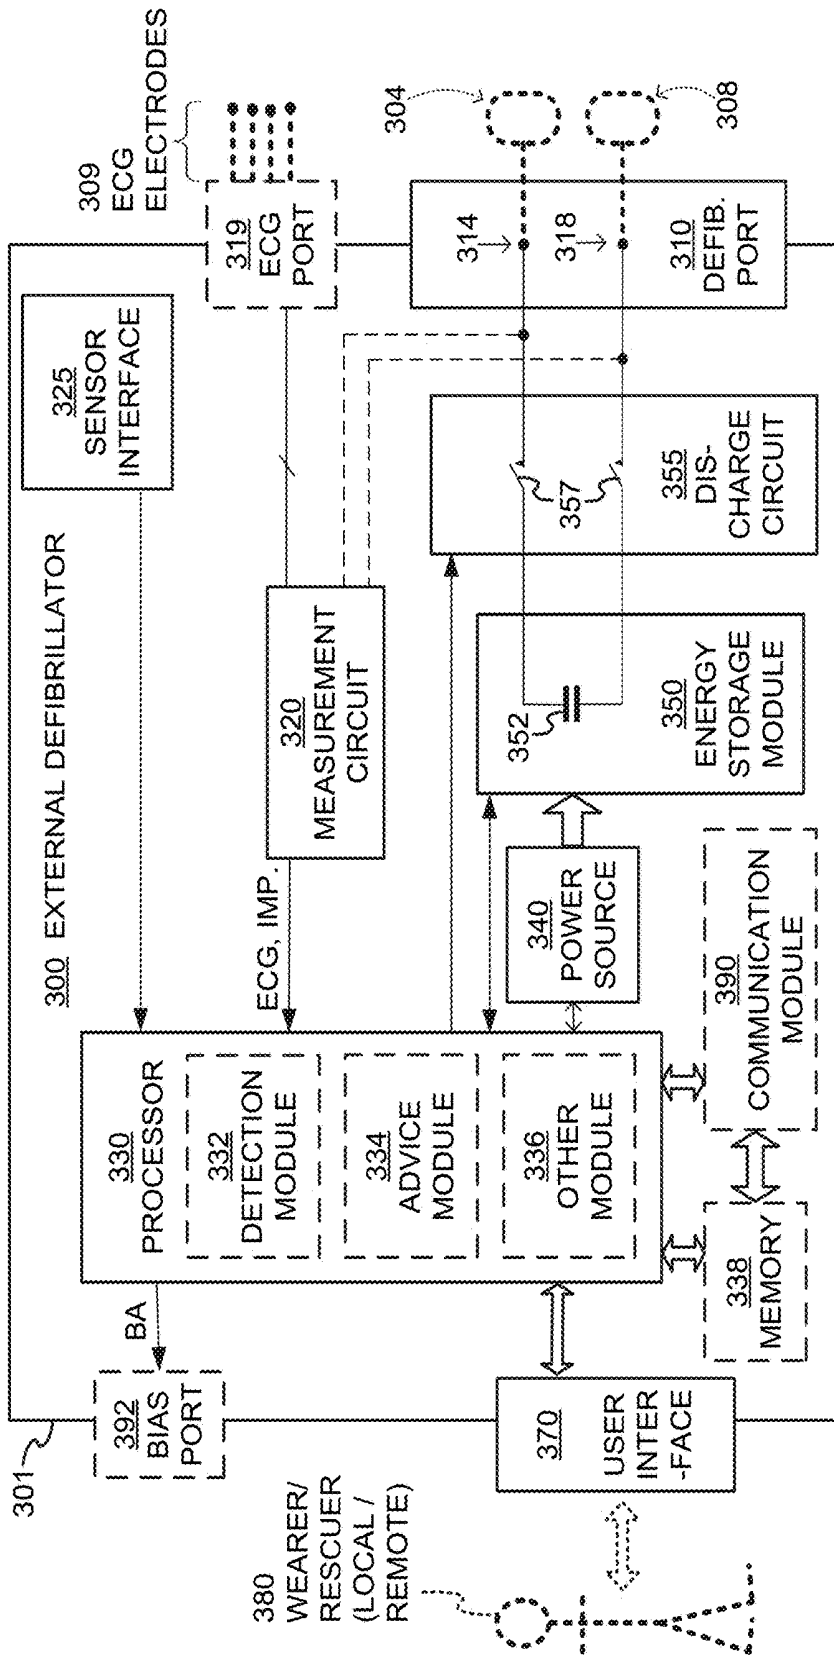 300 EXTERNAL DEFIBRILLATOR
301
309
ECG
ELECTRODES
325
SENSOR
INTERFACE
319
ECG
PORT
392
BIAS
PORT
BA
330
PROCESSOR
332
DETECTION
MODULE
334
ADVICE
MODULE
336
OTHER
MODULE
ECG, IMP.
320
MEASUREMENT
CIRCUIT
304
308
314
318
310
DEFIB.
PORT
357
355
DIS-
CHARGE
CIRCUIT
352
350
ENERGY
STORAGE
MODULE
340
POWER
SOURCE
380
WEARER/
RESCUER
(LOCAL /
REMOTE)
370
USER
INTER
-FACE
338
MEMORY
390
COMMUNICATION
MODULE